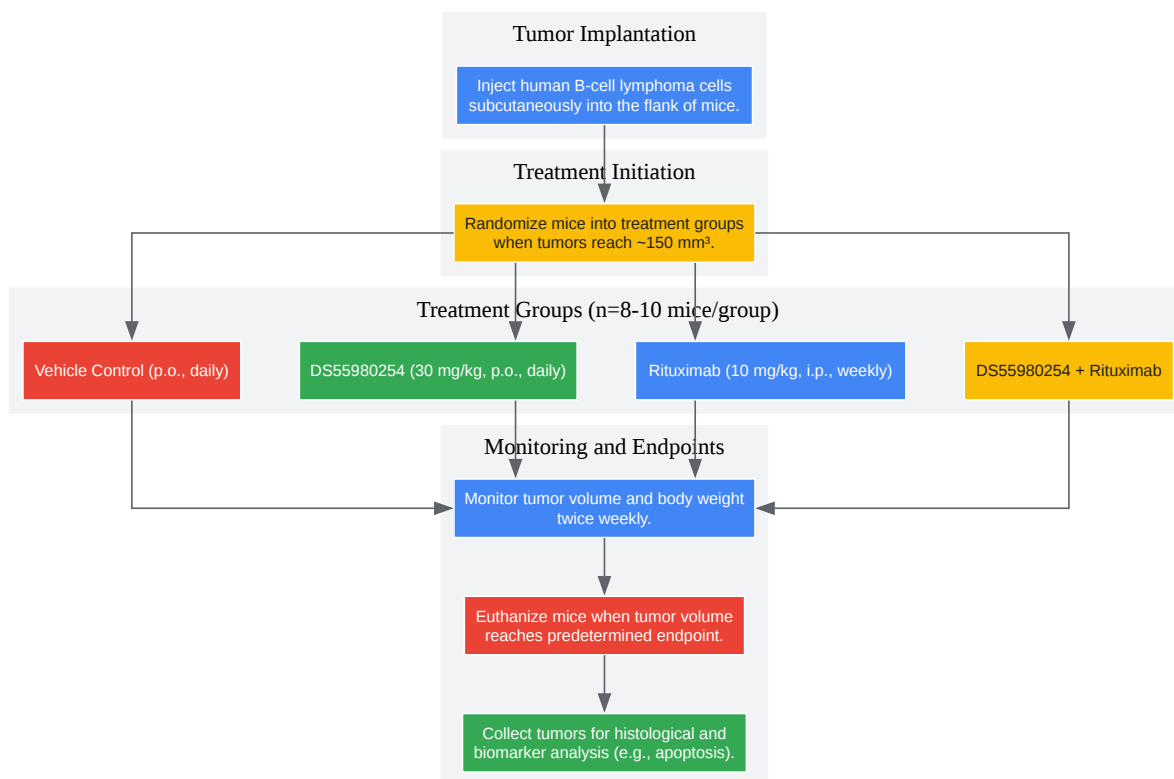 Tumor Implantation
Inject human B-cell lymphoma cells
subcutaneously into the flank of mice.
Treatment Initiation
Randomize mice into treatment groups
when tumors reach ~150 mm³.
Treatment Groups (n=8-10 mice/group)
Vehicle Control (p.o., daily)
DS55980254 (30 mg/kg, p.o., daily)
Rituximab (10 mg/kg, i.p., weekly)
DS55980254 + Rituximab
Monitoring and Endpoints
Monitor tumor volume and body weight
twice weekly.
Euthanize mice when tumor volume
reaches predetermined endpoint.
Collect tumors for histological and
biomarker analysis (e.g., apoptosis).